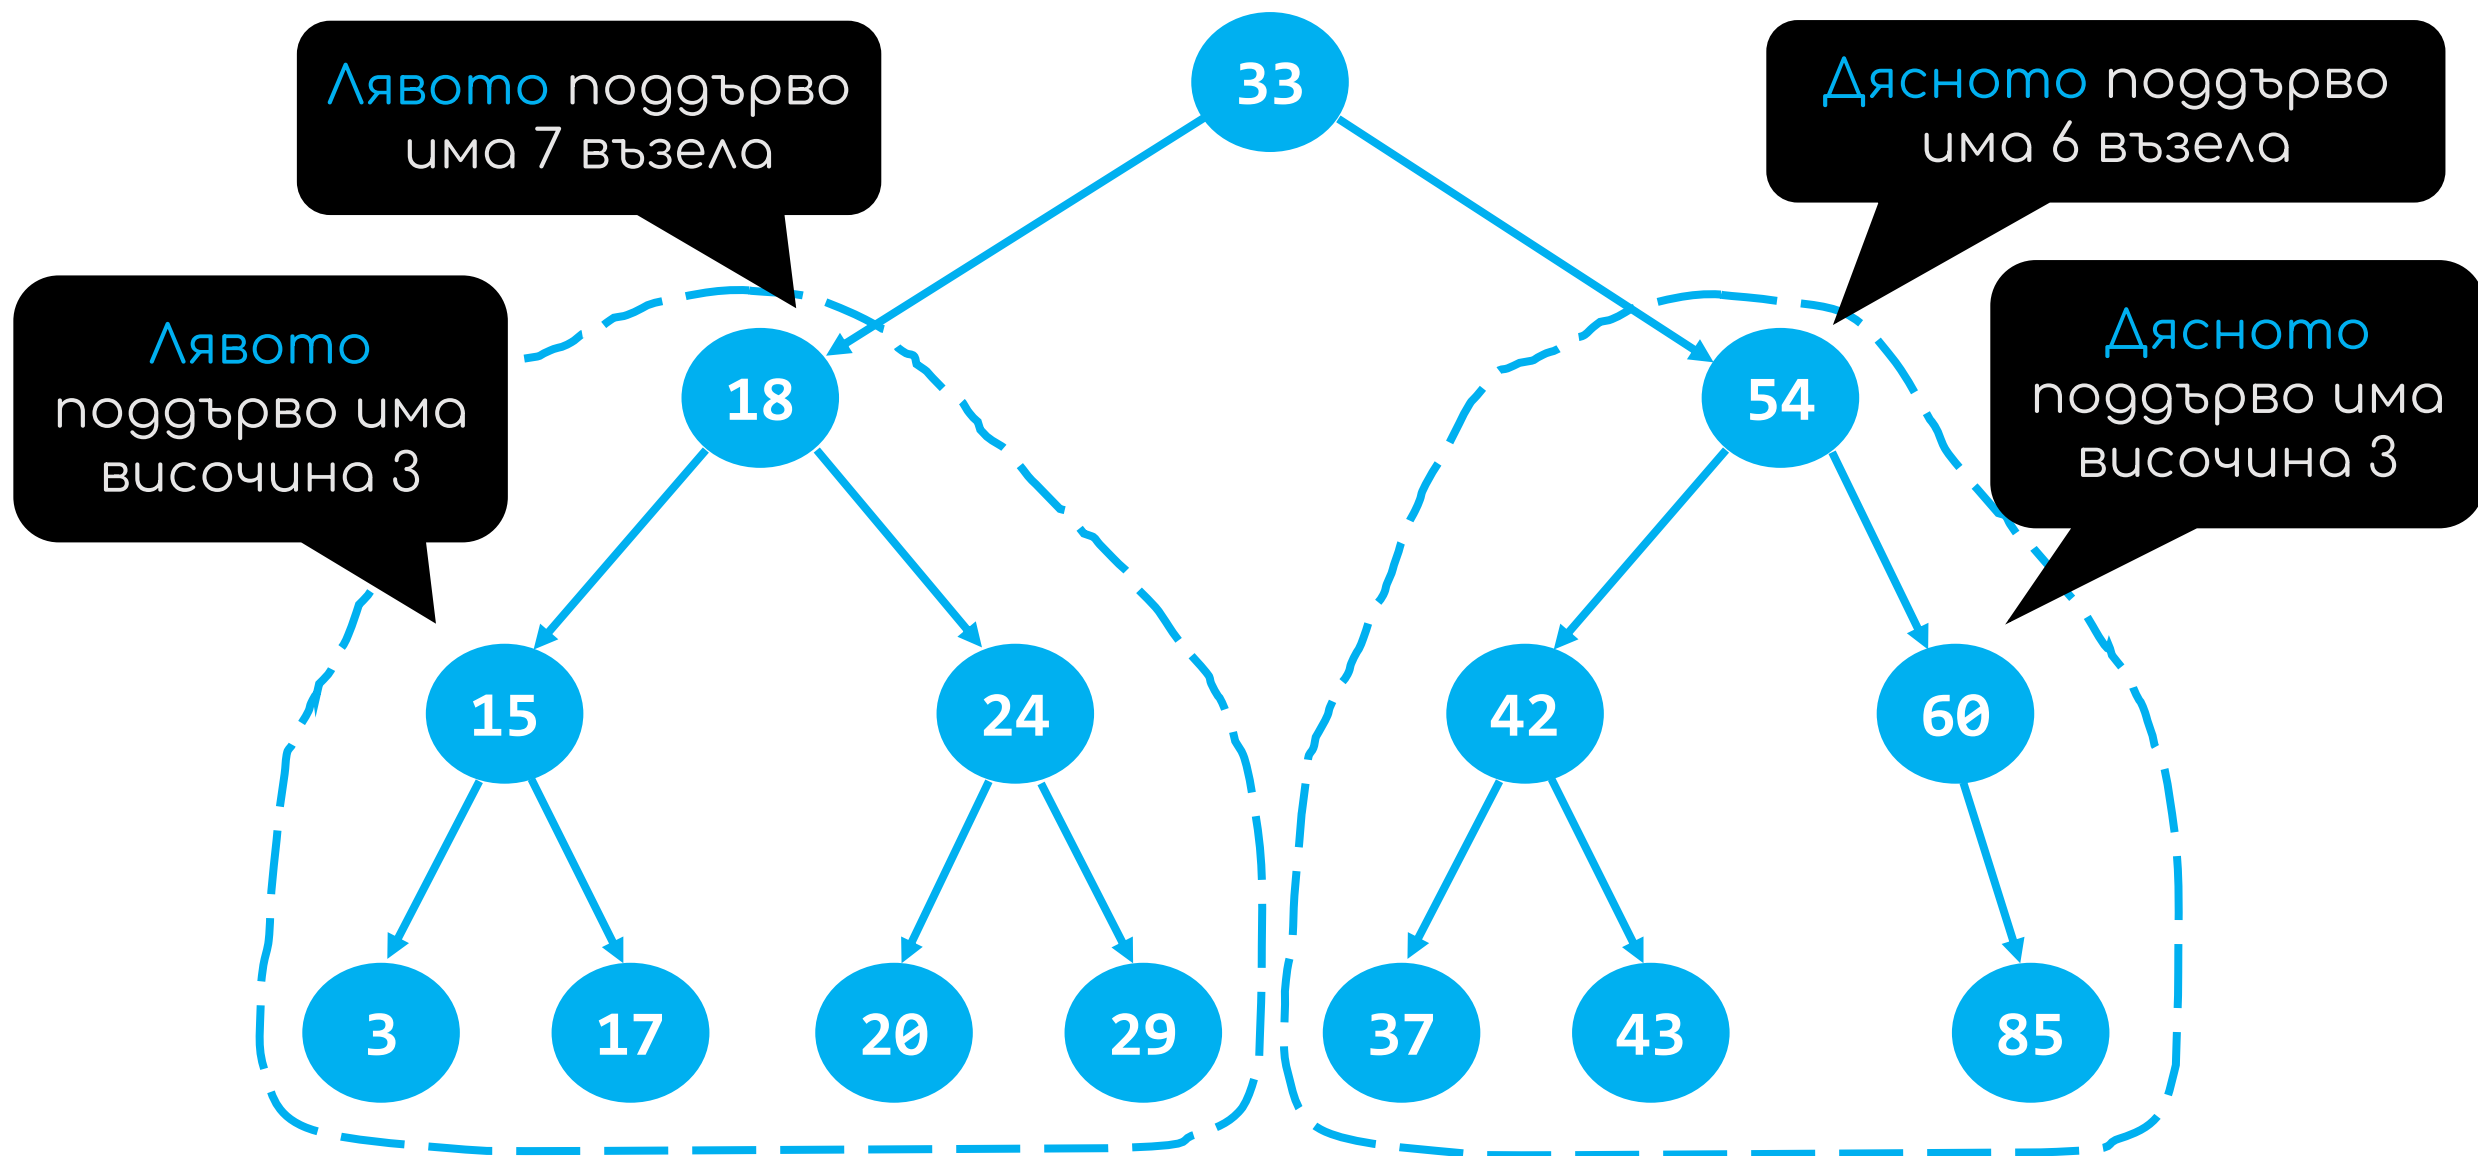 Лявото поддърво
има 7 възела
33
Дясното поддърво
има 6 възела
Лявото
поддърво има
височина 3
Дясното
поддърво има
височина 3
18
54
15
24
42
60
3
17
20
29
37
43
85